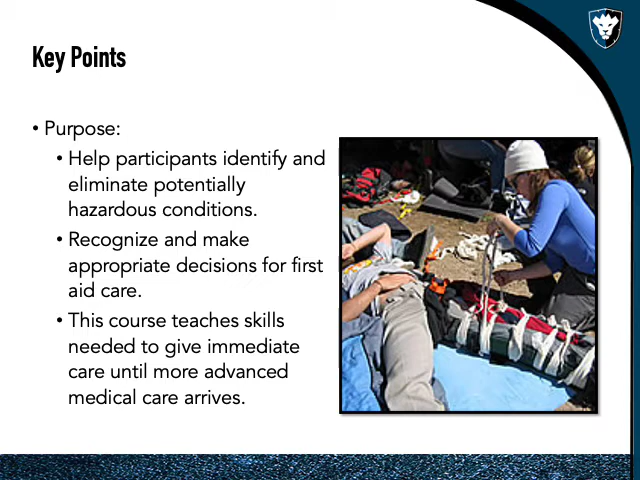 Key Points
• Purpose:
• Help participants identify and
eliminate potentially
hazardous conditions.
• Recognize and make
appropriate decisions for first
aid care.
• This course teaches skills
needed to give immediate
care until more advanced
medical care arrives.